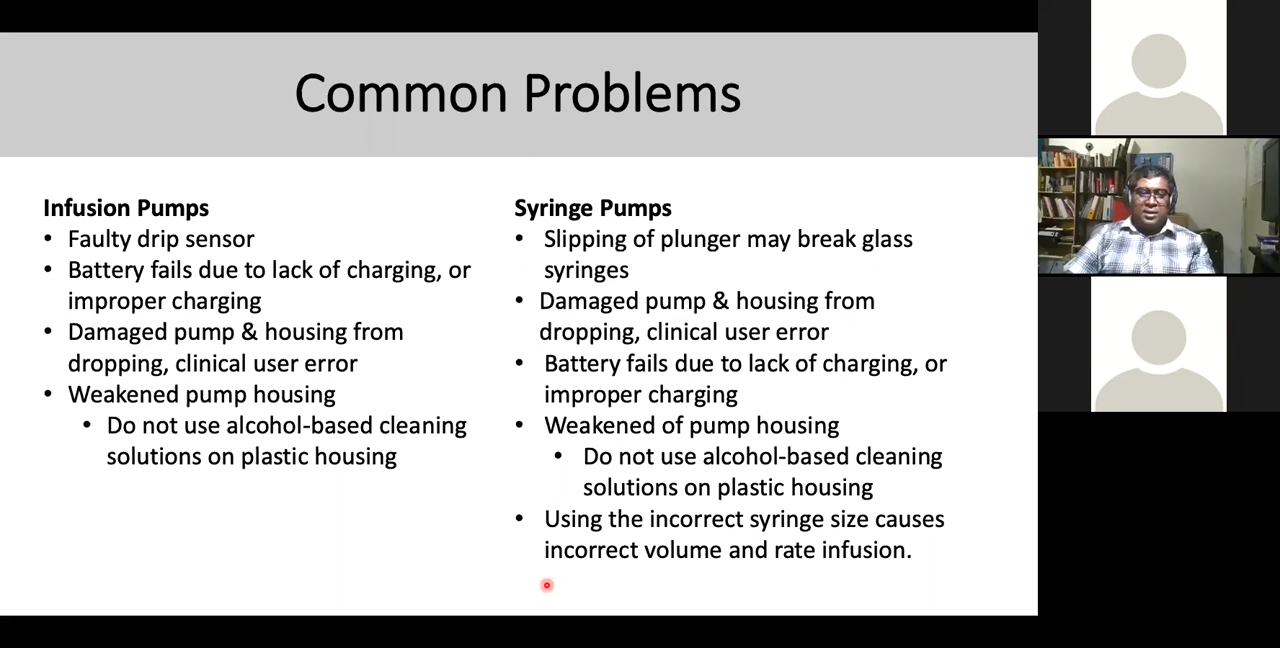 Common Problems
Infusion Pumps
• Faulty drip sensor
• Battery fails due to lack of charging, or
improper charging
• Damaged pump & housing from
dropping, clinical user error
• Weakened pump housing
• Do not use alcohol-based cleaning
solutions on plastic housing
Syringe Pumps
• Slipping of plunger may break glass
syringes
• Damaged pump & housing from
dropping, clinical user error
• Battery fails due to lack of charging, or
improper charging
• Weakened of pump housing
• Do not use alcohol-based cleaning
solutions on plastic housing
• Using the incorrect syringe size causes
incorrect volume and rate infusion.